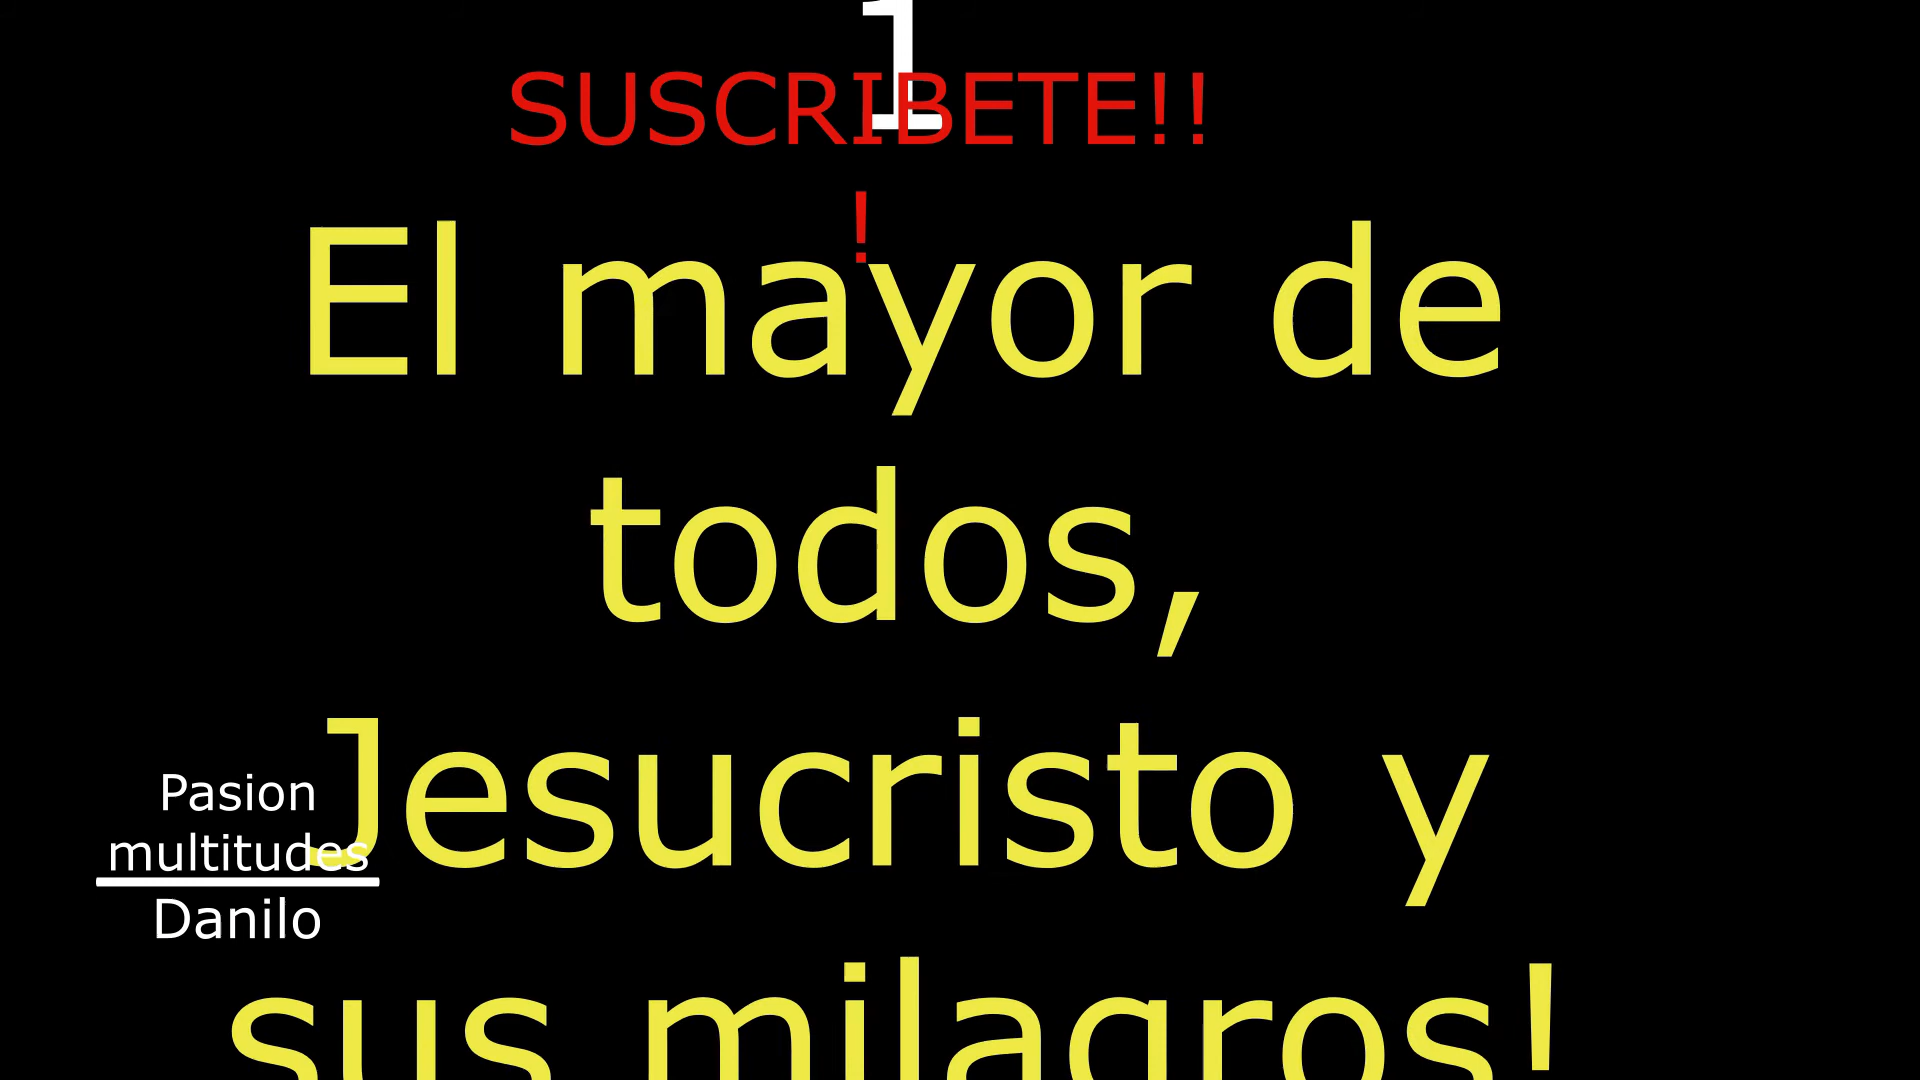 1
SUSCRIBETE!!
!
El mayor de
todos,
Jesucristo y
sus milagros!
Pasion
multitudes
Danilo